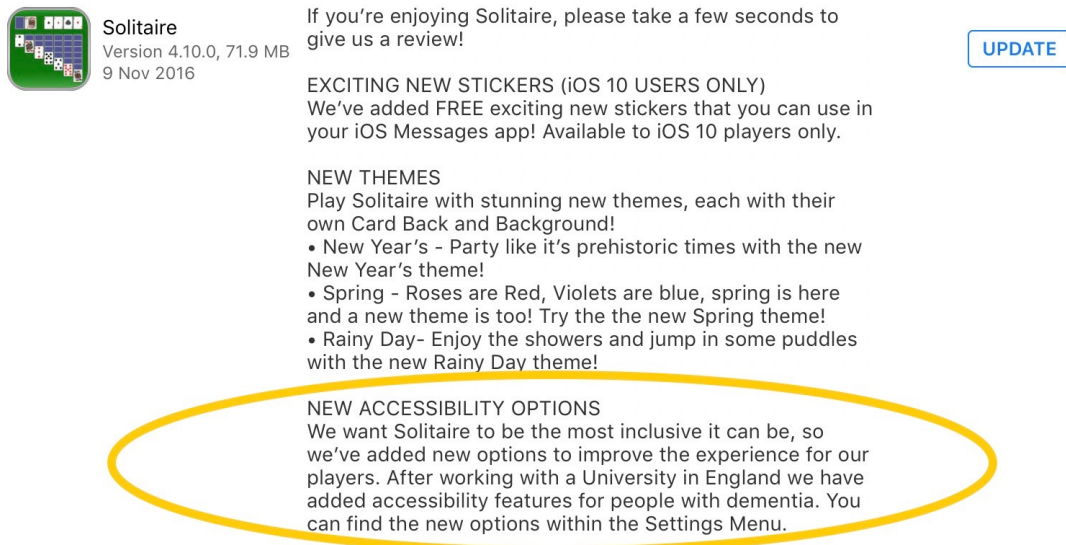 Solitaire
Version 4.10.0, 71.9 MB
9 Nov 2016
If you’re enjoying Solitaire, please take a few seconds to
give us a review!
UPDATE
EXCITING NEW STICKERS (iOS 10 USERS ONLY)
We’ve added FREE exciting new stickers that you can use in
your iOS Messages app! Available to iOS 10 players only.
NEW THEMES
Play Solitaire with stunning new themes, each with their
own Card Back and Background!
• New Year’s - Party like it’s prehistoric times with the new
New Year’s theme!
• Spring - Roses are Red, Violets are blue, spring is here
and a new theme is too! Try the the new Spring theme!
• Rainy Day- Enjoy the showers and jump in some puddles
with the new Rainy Day theme!
NEW ACCESSIBILITY OPTIONS
We want Solitaire to be the most inclusive it can be, so
we’ve added new options to improve the experience for our
players. After working with a University in England we have
added accessibility features for people with dementia. You
can find the new options within the Settings Menu.